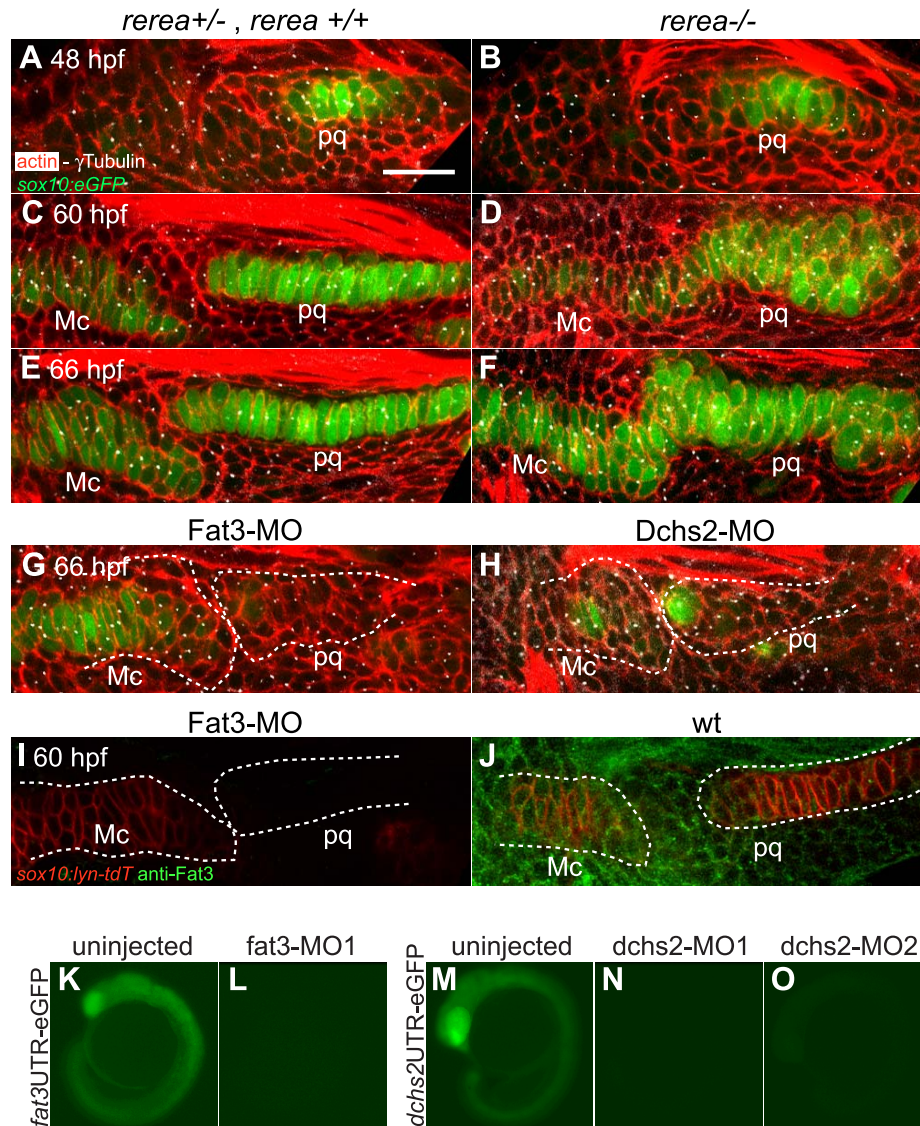 rerea+/- , rerea +/+
rerea-/-
A 48 hpf
pq
actin - γTubulin
sox10:eGFP
B
pq
C 60 hpf
Mc
pq
D
Mc
pq
E 66 hpf
Mc
pq
F
Mc
pq
Fat3-MO
Dchs2-MO
G 66 hpf
Mc
pq
H
Mc
pq
Fat3-MO
wt
I 60 hpf
Mc
pq
sox10:lyn-tdT anti-Fat3
J
Mc
pq
uninjected
fat3-MO1
uninjected
dchs2-MO1
dchs2-MO2
fat3UTR-eGFP
K
L
dchs2UTR-eGFP
M
N
O